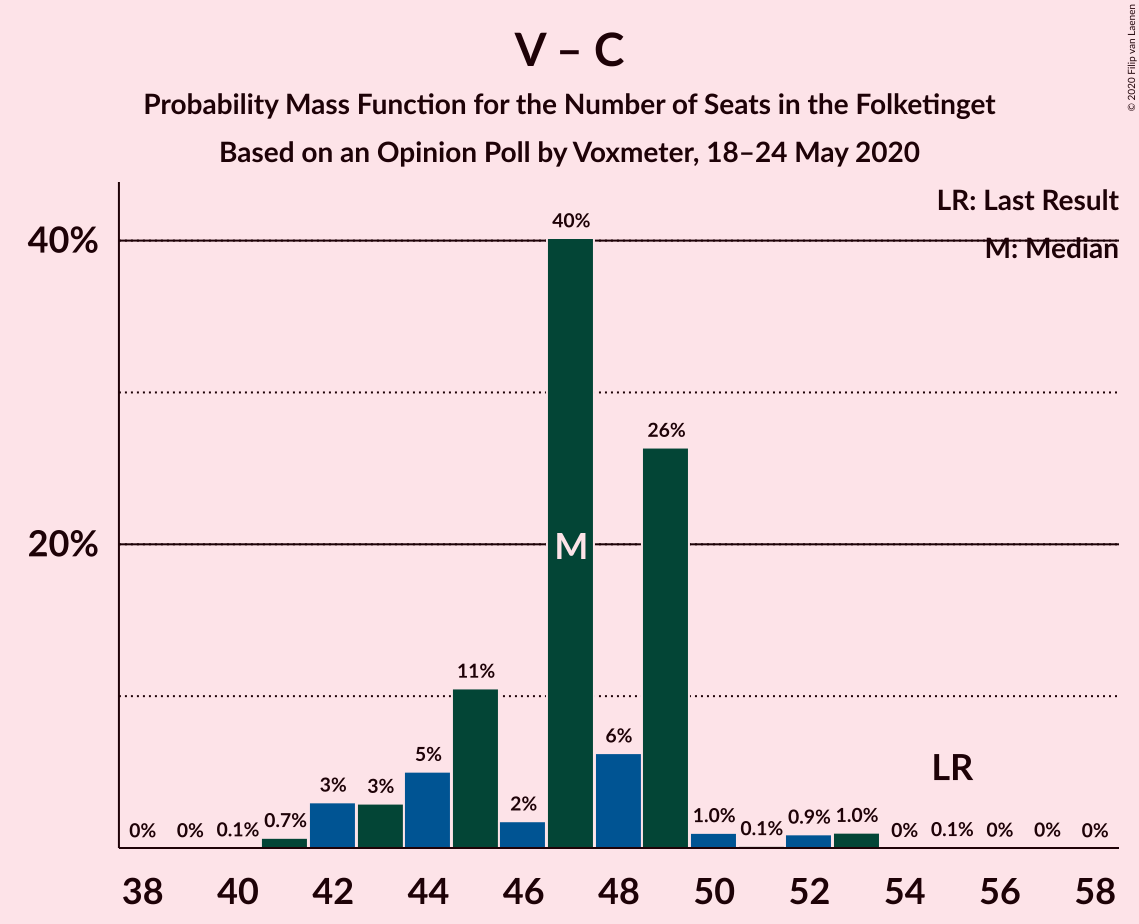 V – C
Probability Mass Function for the Number of Seats in the Folketinget
Based on an Opinion Poll by Voxmeter, 18–24 May 2020
© 2020 Filip van Laenen
LR: Last Result
M: Median
40%
20%
0%
0%
0.1%
0.7%
3%
3%
5%
11%
2%
40%
M
6%
26%
1.0%
0.1%
0.9%
1.0%
0%
0.1%
LR
0%
0%
0%
38 40 42 44 46 48 50 52 54 56 58